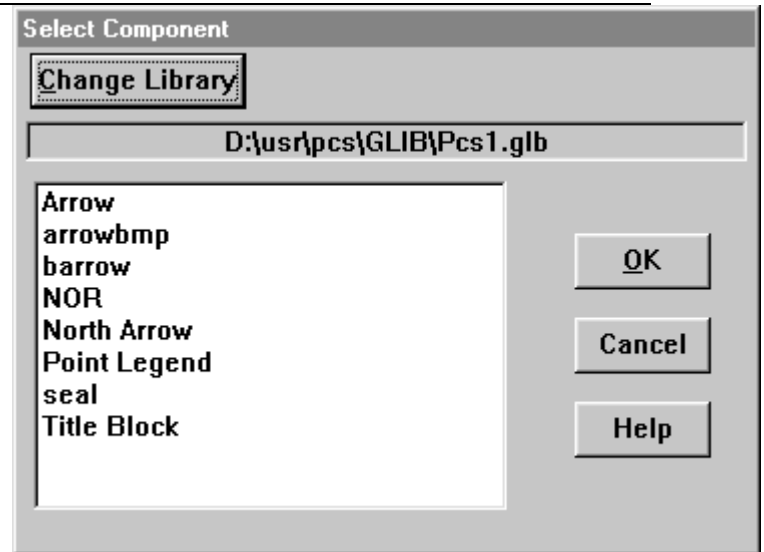 Select Component
Change Library
D:\usr\pcs\GLIB\Pcs1.glb
Arrow
arrowbmp
barrow
NOR
North Arrow
Point Legend
seal
Title Block
OK
Cancel
Help